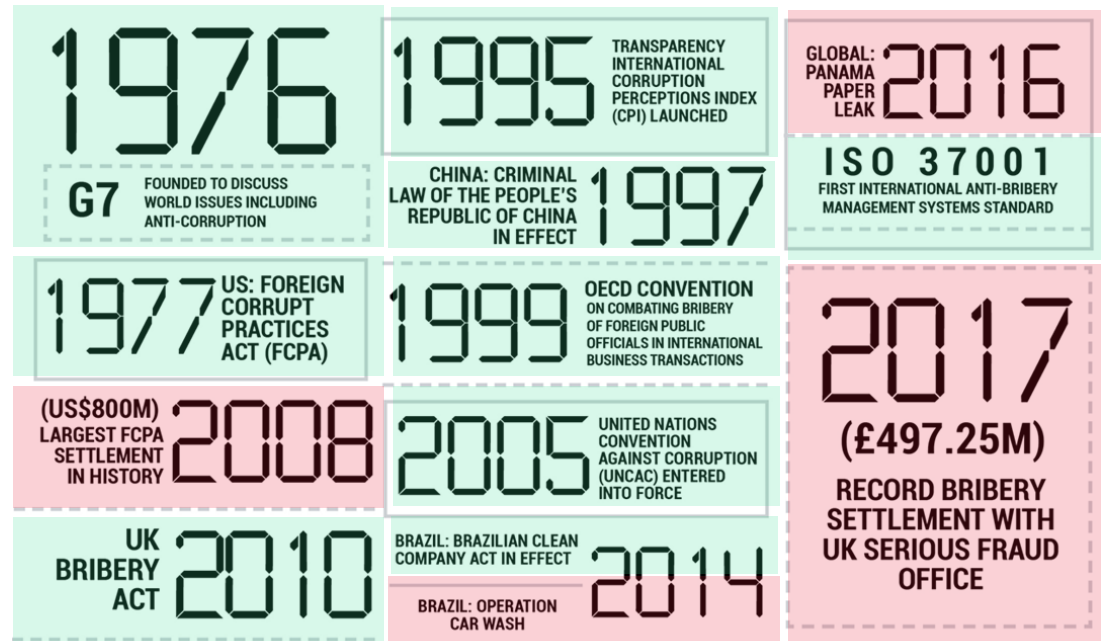 1976
G7
FOUNDED TO DISCUSS
WORLD ISSUES INCLUDING
ANTI-CORRUPTION
1977
US: FOREIGN
CORRUPT
PRACTICES
ACT (FCPA)
(US$800M)
LARGEST FCPA
SETTLEMENT
IN HISTORY
2008
UK
BRIBERY
ACT
2010
1995
TRANSPARENCY
INTERNATIONAL
CORRUPTION
PERCEPTIONS INDEX
(CPI) LAUNCHED
CHINA: CRIMINAL
LAW OF THE PEOPLE'S
REPUBLIC OF CHINA
IN EFFECT
1997
1999
OECD CONVENTION
ON COMBATING BRIBERY
OF FOREIGN PUBLIC
OFFICIALS IN INTERNATIONAL
BUSINESS TRANSACTIONS
2005
UNITED NATIONS
CONVENTION
AGAINST CORRUPTION
(UNCAC) ENTERED
INTO FORCE
BRAZIL: BRAZILIAN CLEAN
COMPANY ACT IN EFFECT
2014
BRAZIL: OPERATION
CAR WASH
GLOBAL:
PANAMA
PAPER
LEAK
2016
ISO 37001
FIRST INTERNATIONAL ANTI-BRIBERY
MANAGEMENT SYSTEMS STANDARD
2017
(£497.25M)
RECORD BRIBERY
SETTLEMENT WITH
UK SERIOUS FRAUD
OFFICE